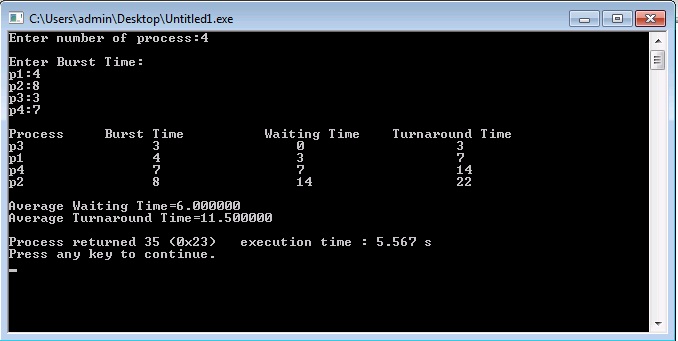 C:\Users\admin\Desktop\Untitled1.exe
Enter number of process:4
Enter Burst Time:
p1:4
p2:8
p3:3
p4:7
Process Burst Time Waiting Time Turnaround Time
p3 3 0 3
p1 4 3 7
p4 7 7 14
p2 8 14 22
Average Waiting Time=6.000000
Average Turnaround Time=11.500000
Process returned 35 (0x23) execution time : 5.567 s
Press any key to continue.